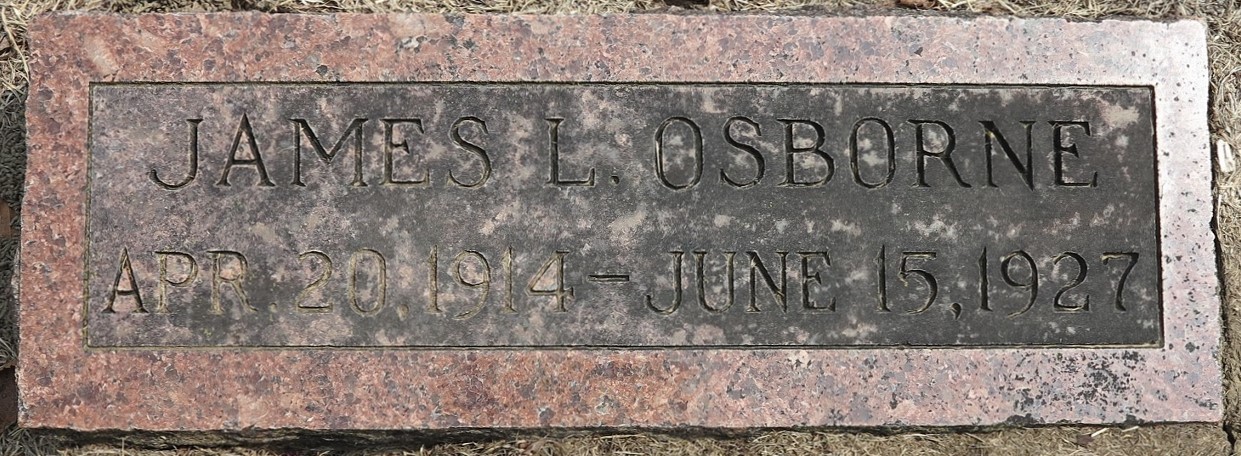 JAMES L. OSBORNE
APR. 20, 1914 – JUNE 15, 1927